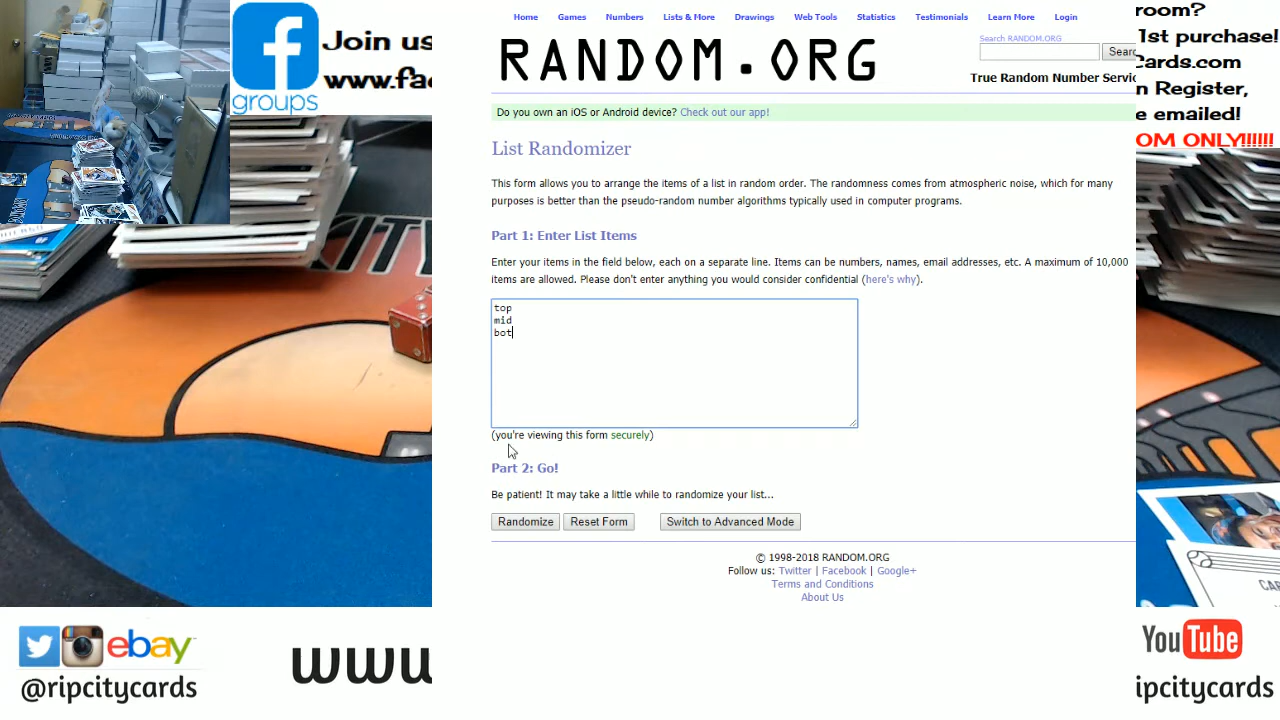 Join us
www.fac
groups
Home Games Numbers Lists & More Drawings Web Tools Statistics Testimonials Learn More Login
RANDOM.ORG
Search RANDOM.ORG
True Random Number Servic
Do you own an iOS or Android device? Check out our app!
List Randomizer
This form allows you to arrange the items of a list in random order. The randomness comes from atmospheric noise, which for many
purposes is better than the pseudo-random number algorithms typically used in computer programs.
Part 1: Enter List Items
Enter your items in the field below, each on a separate line. Items can be numbers, names, email addresses, etc. A maximum of 10,000
items are allowed. Please don't enter anything you would consider confidential (here's why).
top
mid
bot
(you're viewing this form securely)
Part 2: Go!
Be patient! It may take a little while to randomize your list...
Randomize Reset Form Switch to Advanced Mode
© 1998-2018 RANDOM.ORG
Follow us: Twitter | Facebook | Google+
Terms and Conditions
About Us
room?
1st purchase!
Cards.com
n Register,
e emailed!
OM ONLY!!!!!!
ebay
@ripcitycards
www
YouTube
ipcitycards